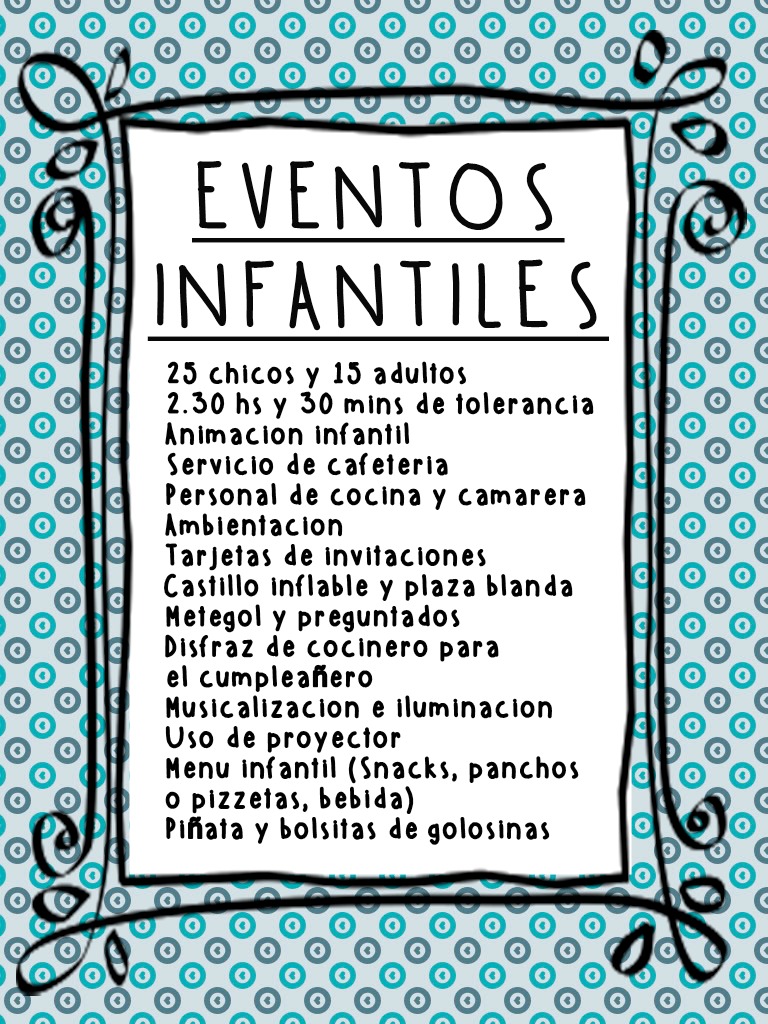 EVENTOS
INFANTILES
25 chicos y 15 adultos
2.30 hs y 30 mins de tolerancia
Animacion infantil
Servicio de cafeteria
Personal de cocina y camarera
Ambientacion
Tarjetas de invitaciones
Castillo inflable y plaza blanda
Metegol y preguntados
Disfraz de cocinero para
el cumpleañero
Musicalizacion e iluminacion
Uso de proyector
Menu infantil (Snacks, panchos
o pizzetas, bebida)
Piñata y bolsitas de golosinas